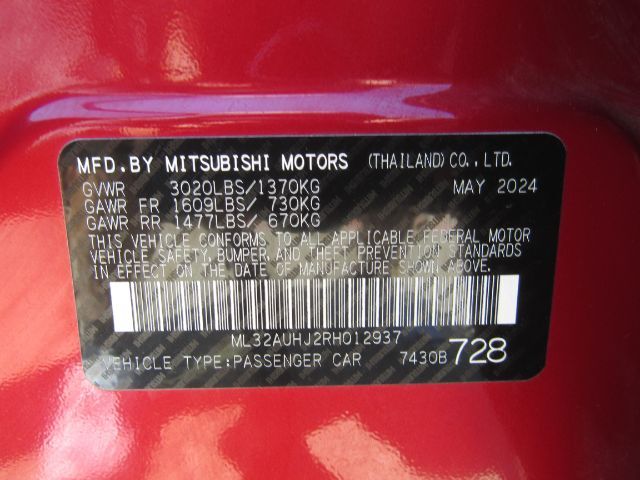 MFD.BY MITSUBISHI MOTORS (THAILAND) CO.,LTD.
GVWR 3020LBS/1370KG MAY 2024
GAWR FR 1609LBS/ 730KG
GAWR RR 1477LBS/ 670KG
THIS VEHICLE CONFORMS TO ALL APPLICABLE FEDERAL MOTOR
VEHICLE SAFETY, BUMPER, AND THEFT PREVENTION STANDARDS
IN EFFECT ON THE DATE OF MANUFACTURE SHOWN ABOVE.
ML32AUHJ2RH012937
VEHICLE TYPE:PASSENGER CAR 7430B 728